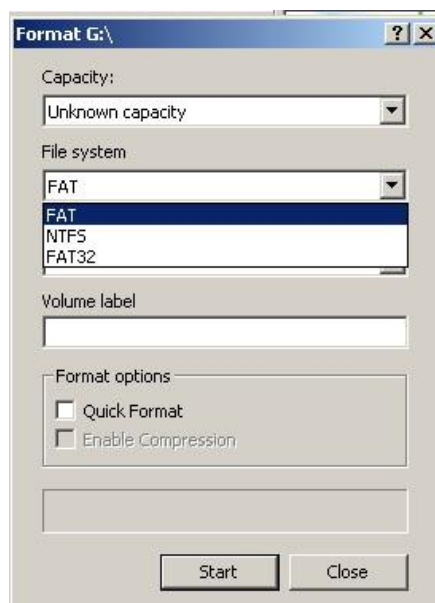 Format G:\
Capacity:
Unknown capacity
File system
FAT
FAT
NTFS
FAT32
Volume label
Format options
Quick Format
Enable Compression
Start
Close